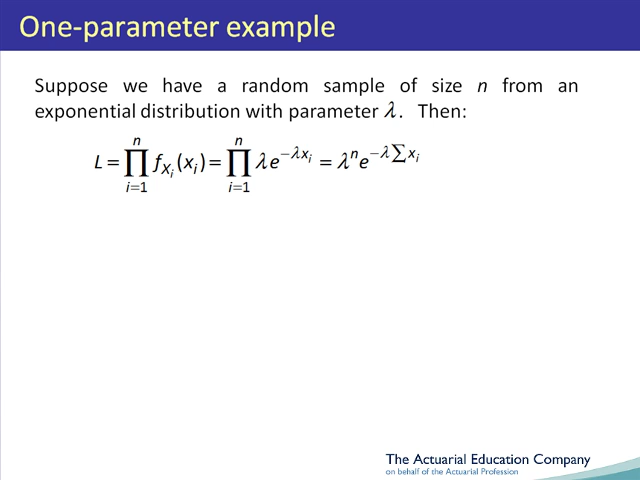 One-parameter example
Suppose we have a random sample of size n from an
exponential distribution with parameter λ. Then:
L = ∏_{i=1}^{n} f_{X_i}(x_i) = ∏_{i=1}^{n} λe^{−λx_i} = λ^n e^{−λ∑x_i}
The Actuarial Education Company
on behalf of the Actuarial Profession